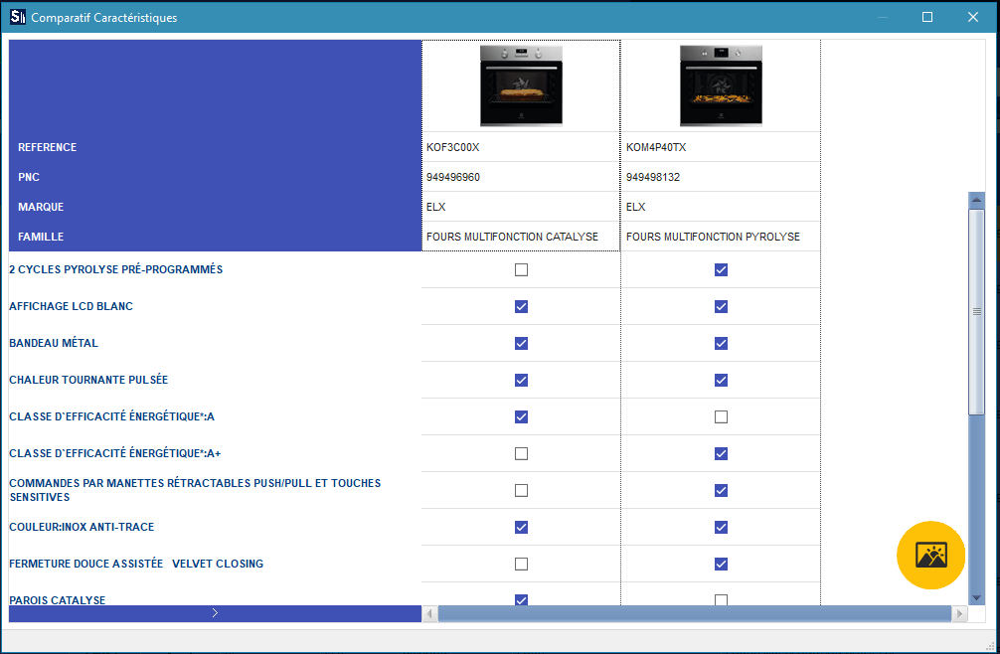 Comparatif Caractéristiques
REFERENCE KOF3C00X KOM4P40TX
PNC 949496960 949498132
MARQUE ELX ELX
FAMILLE FOURS MULTIFONCTION CATALYSE FOURS MULTIFONCTION PYROLYSE
2 CYCLES PYROLYSE PRÉ-PROGRAMMÉS
AFFICHAGE LCD BLANC
BANDEAU MÉTAL
CHALEUR TOURNANTE PULSÉE
CLASSE D`EFFICACITÉ ÉNERGÉTIQUE*:A
CLASSE D`EFFICACITÉ ÉNERGÉTIQUE*:A+
COMMANDES PAR MANETTES RÉTRACTABLES PUSH/PULL ET TOUCHES
SENSITIVES
COULEUR:INOX ANTI-TRACE
FERMETURE DOUCE ASSISTÉE VELVET CLOSING
PAROIS CATALYSE